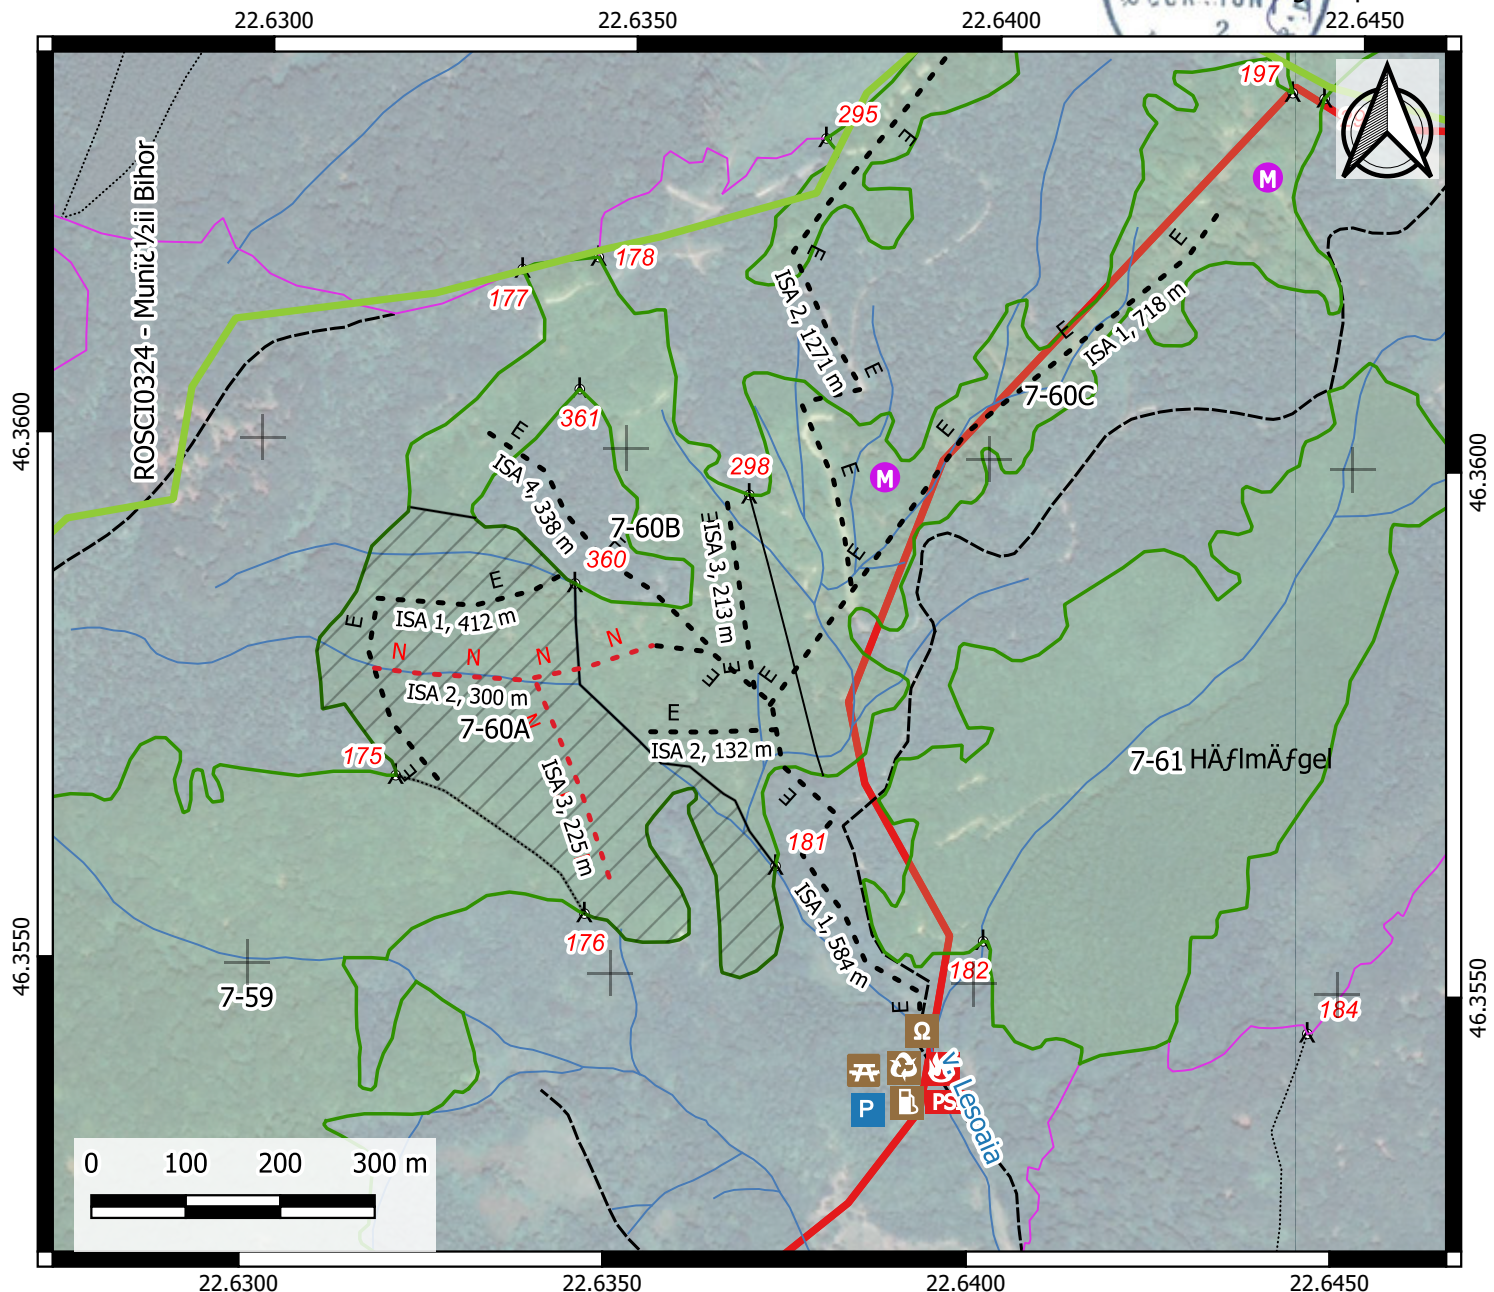 2
22.6300
22.6350
22.6400
22.6450
197
295
M
E
ROSCI0324 - Muniï¿½ii Bihor
178
177
E
E
ISA 2, 1271 m
ISA 1, 718 m
E
E
7-60C
46.3600
361
E
E
298
E
M
46.3600
ISA 4, 338 m
7-60B
E
ISA 3, 213 m
360
E
E
ISA 1, 412 m
E
N
N
N
N
E
E
E
ISA 2, 300 m
7-60A
N
E
ISA 2, 132 m
175
E
7-61 HÄƒlmÄƒgel
ISA 3, 225 m
E
181
ISA 1, 584 m
176
182
46.3550
7-59
E
184
46.3550
Ω
P
PS
v. Lesoaia
0 100 200 300 m
22.6300
22.6350
22.6400
22.6450